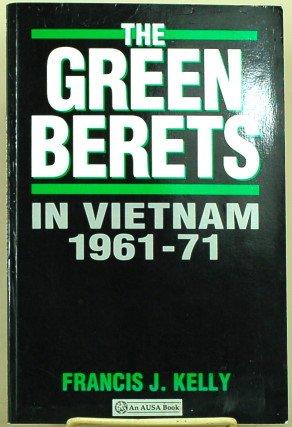 THE
GREEN
BERETS
IN VIETNAM
1961-71
FRANCIS J. KELLY
An AUSA Book